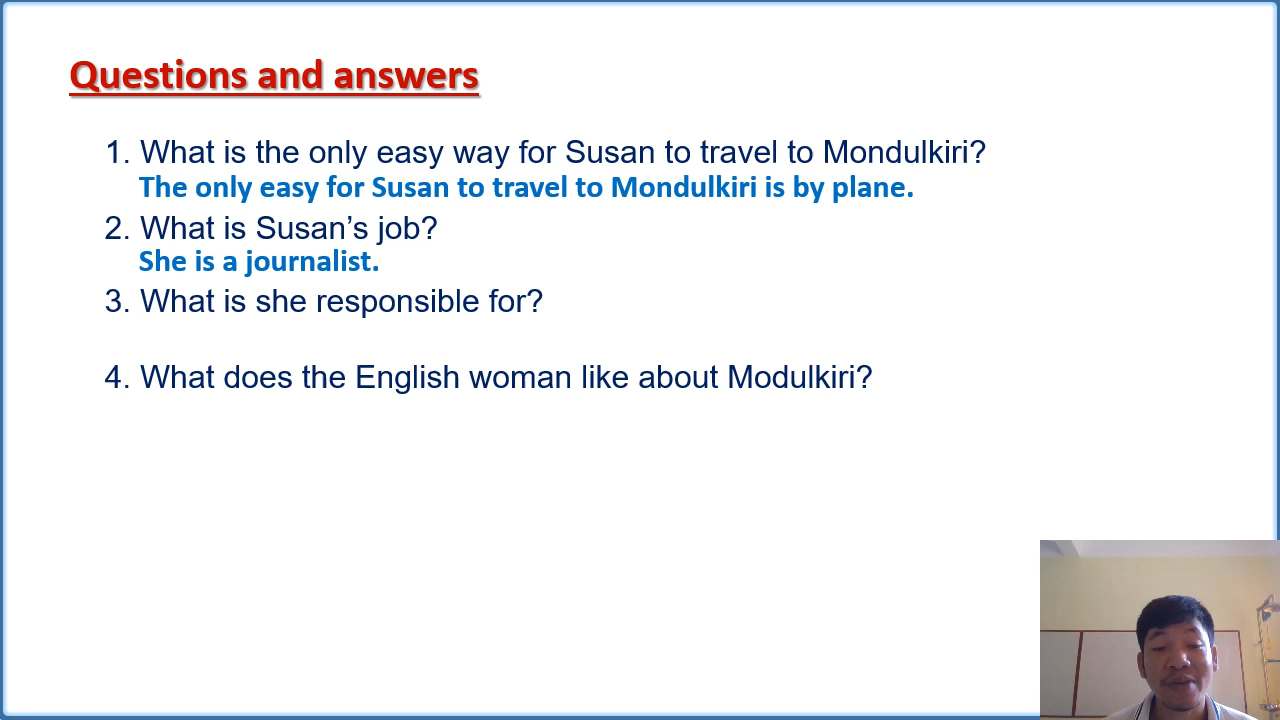 Questions and answers
1. What is the only easy way for Susan to travel to Mondulkiri?
The only easy for Susan to travel to Mondulkiri is by plane.
2. What is Susan’s job?
She is a journalist.
3. What is she responsible for?
4. What does the English woman like about Modulkiri?